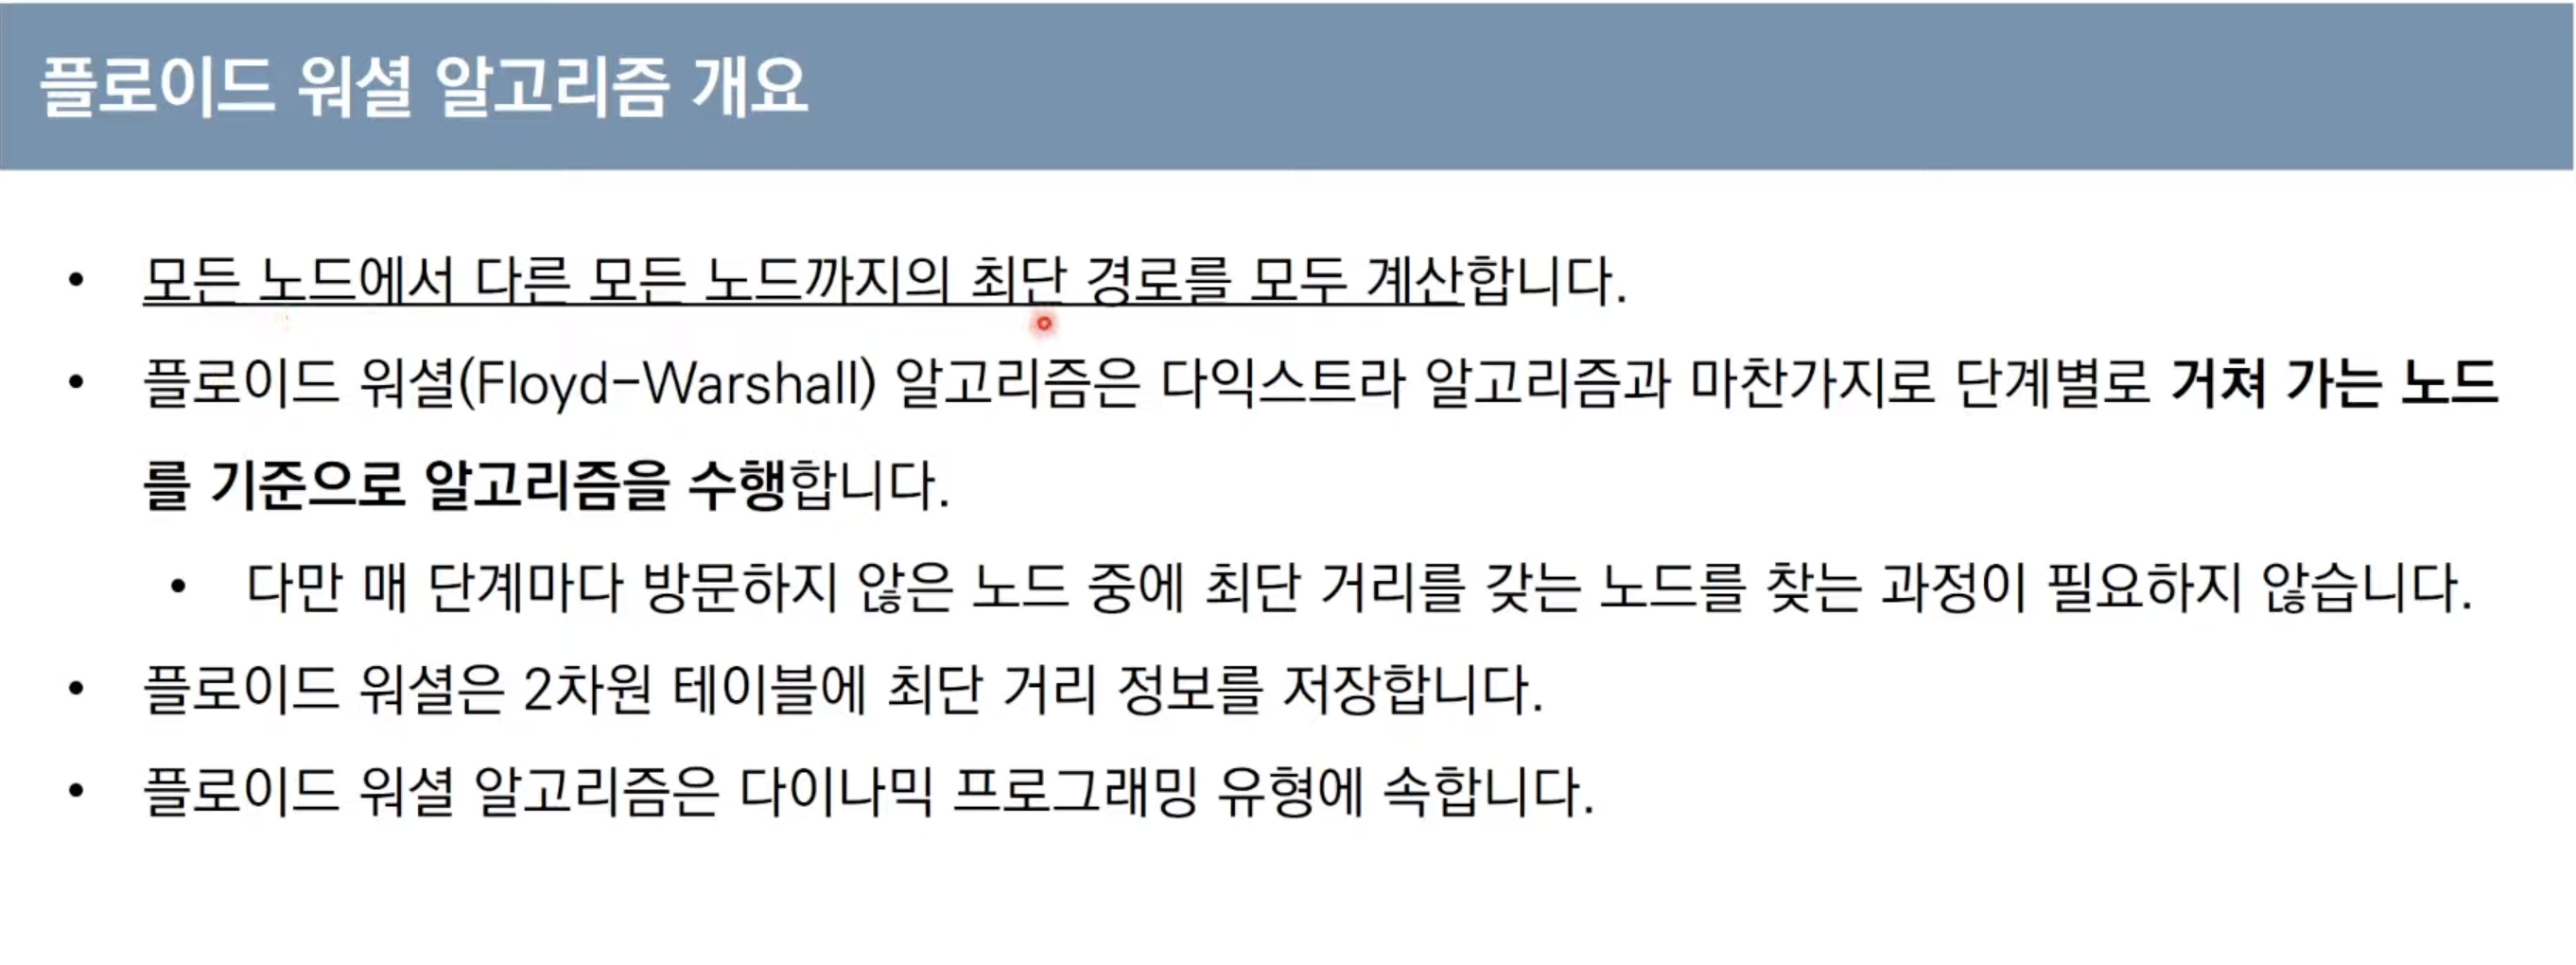 플로이드 워셜 알고리즘 개요
• 모든 노드에서 다른 모든 노드까지의 최단 경로를 모두 계산합니다.
• 플로이드 워셜(Floyd-Warshall) 알고리즘은 다익스트라 알고리즘과 마찬가지로 단계별로 거쳐 가는 노드
를 기준으로 알고리즘을 수행합니다.
• 다만 매 단계마다 방문하지 않은 노드 중에 최단 거리를 갖는 노드를 찾는 과정이 필요하지 않습니다.
• 플로이드 워셜은 2차원 테이블에 최단 거리 정보를 저장합니다.
• 플로이드 워셜 알고리즘은 다이나믹 프로그래밍 유형에 속합니다.